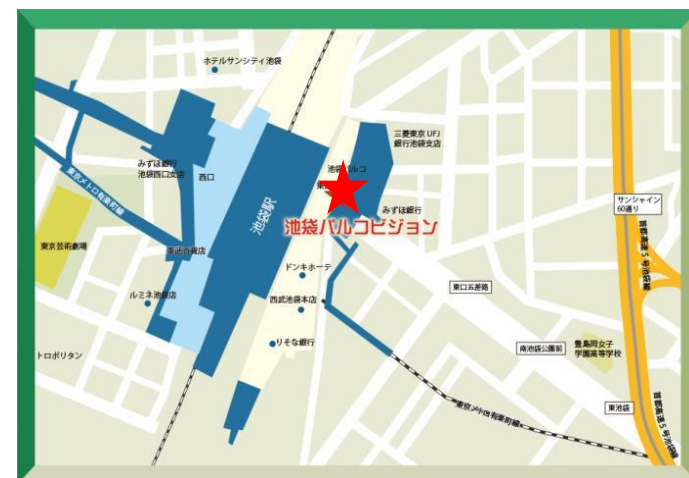 ホテルサンシティ池袋
三菱東京 UFJ
銀行池袋支店
みずほ銀行
池袋西口支店
西口
東京メトロ有楽町線
池袋パルコ
池袋駅
みずほ銀行
池袋パルコビジョン
サンシャイン
60通り
首都高速5号池袋線
東京芸術劇場
東武百貨店
ドンキホーテ
東口五差路
ルミネ池袋店
西武池袋本店
りそな銀行
トロポリタン
南池袋公園前
豊島岡女子
学園高等学校
東京メトロ有楽町線
東池袋
首都高速5号池袋線